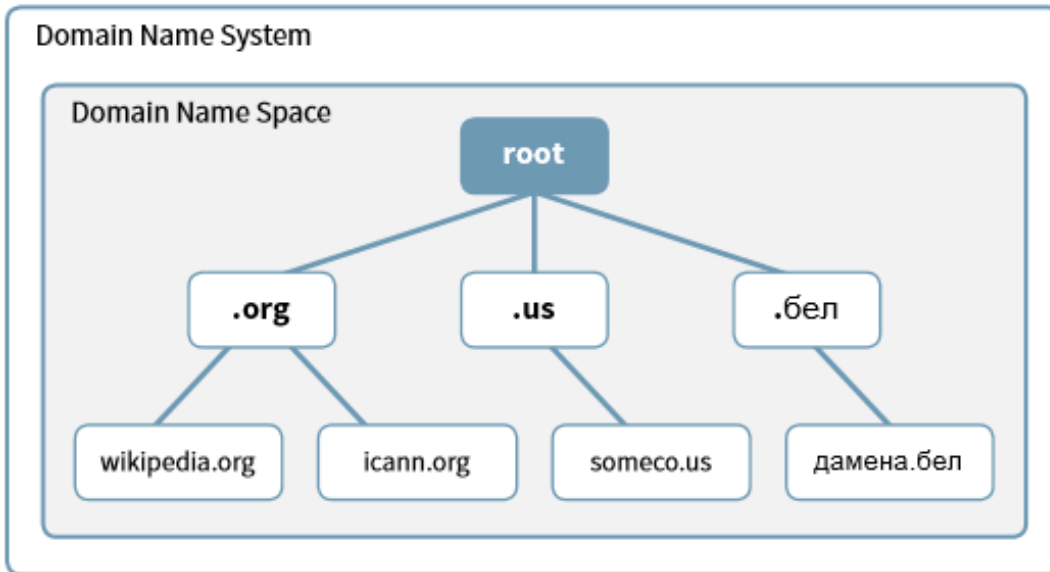 Domain Name System
Domain Name Space
root
.org
.us
.бел
wikipedia.org
icann.org
someco.us
дамена.бел